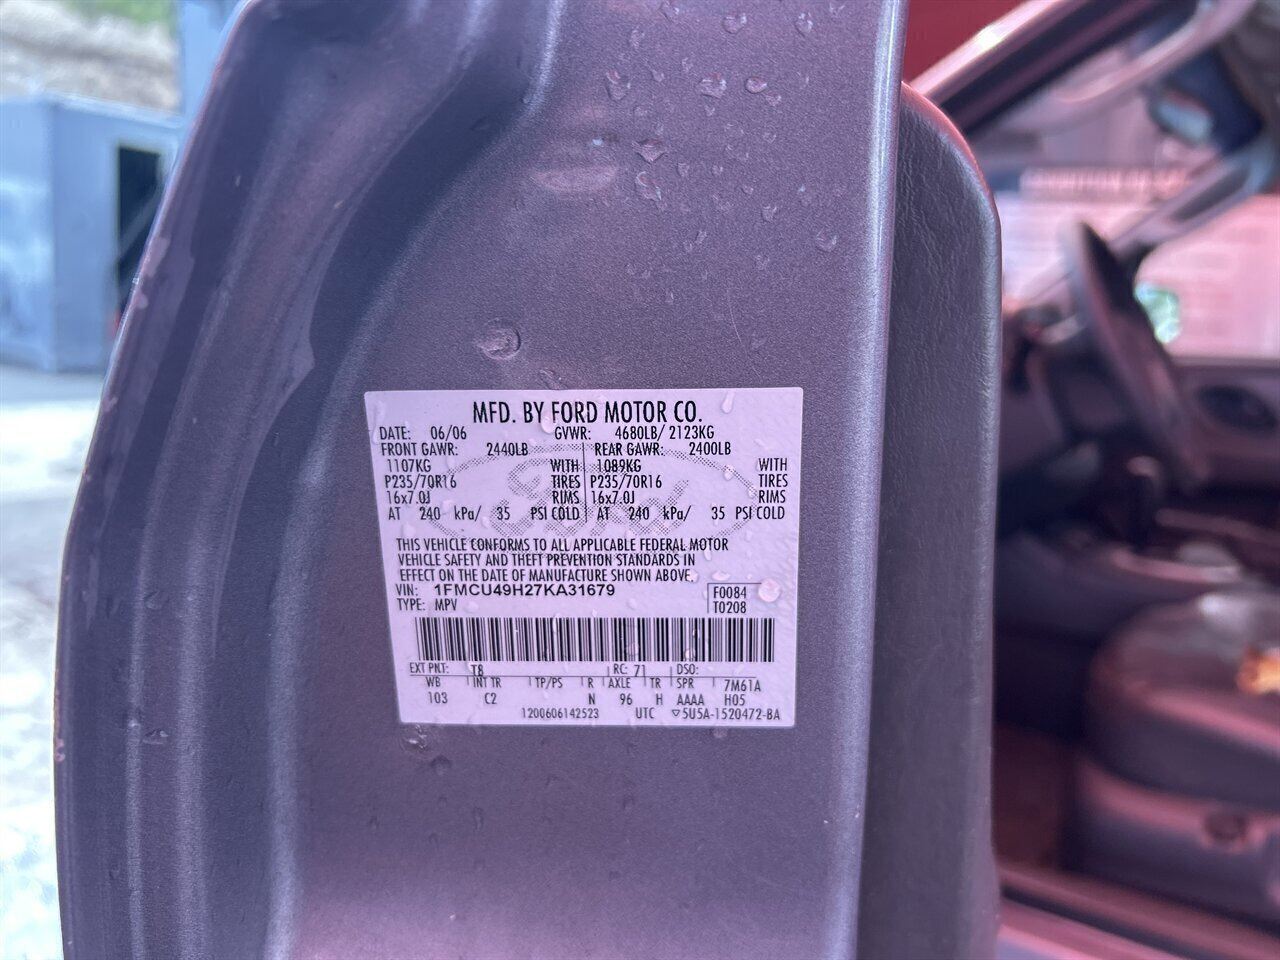 MFD. BY FORD MOTOR CO.
DATE: 06/06 GVWR: 4680LB/ 2123KG
FRONT GAWR: 2440LB REAR GAWR: 2400LB
1107KG WITH 1089KG WITH
P235/70R16 TIRES P235/70R16 TIRES
16x7.0J RIMS 16x7.0J RIMS
AT 240 kPa/ 35 PSI COLD AT 240 kPa/ 35 PSI COLD
Ford
THIS VEHICLE CONFORMS TO ALL APPLICABLE FEDERAL MOTOR
VEHICLE SAFETY AND THEFT PREVENTION STANDARDS IN
EFFECT ON THE DATE OF MANUFACTURE SHOWN ABOVE.
VIN: 1FMCU49H27KA31679 F0084
TYPE: MPV T0208
EXT PNT: T8 RC: 71 DSO:
WB INT TR TP/PS R AXLE TR SPR 7M61A
103 C2 N 96 H AAAA H05
1200606142523 UTC ▽5U5A-1520472-BA